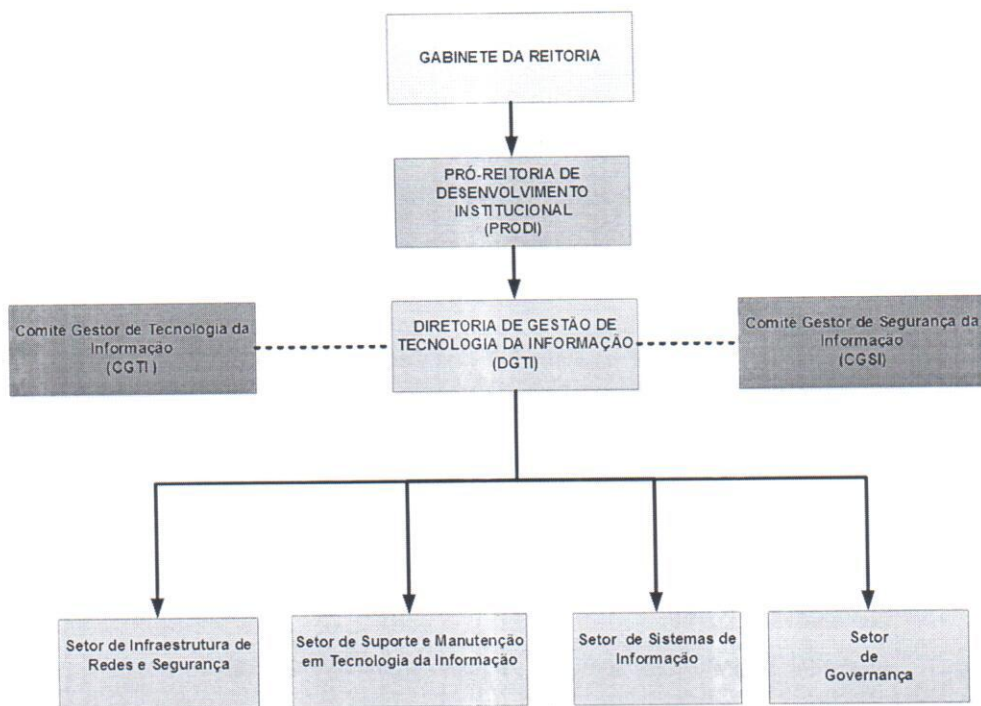 GABINETE DA REITORIA
PRÓ-REITORIA DE
DESENVOLVIMENTO
INSTITUCIONAL
(PRODI)
Comitê Gestor de Tecnologia da
Informação
(CGTI )
DIRETORIA DE GESTÃO DE
TECNOLOGIA DA INFORMAÇÃO
(DGTI)
Comitê Gestor de Segurança da
Informação
(CGSI)
Setor de Infraestrutura de
Redes e Segurança
Setor de Suporte e Manutenção
em Tecnologia da Informação
Setor de Sistemas de
Informação
Setor
de
Governança